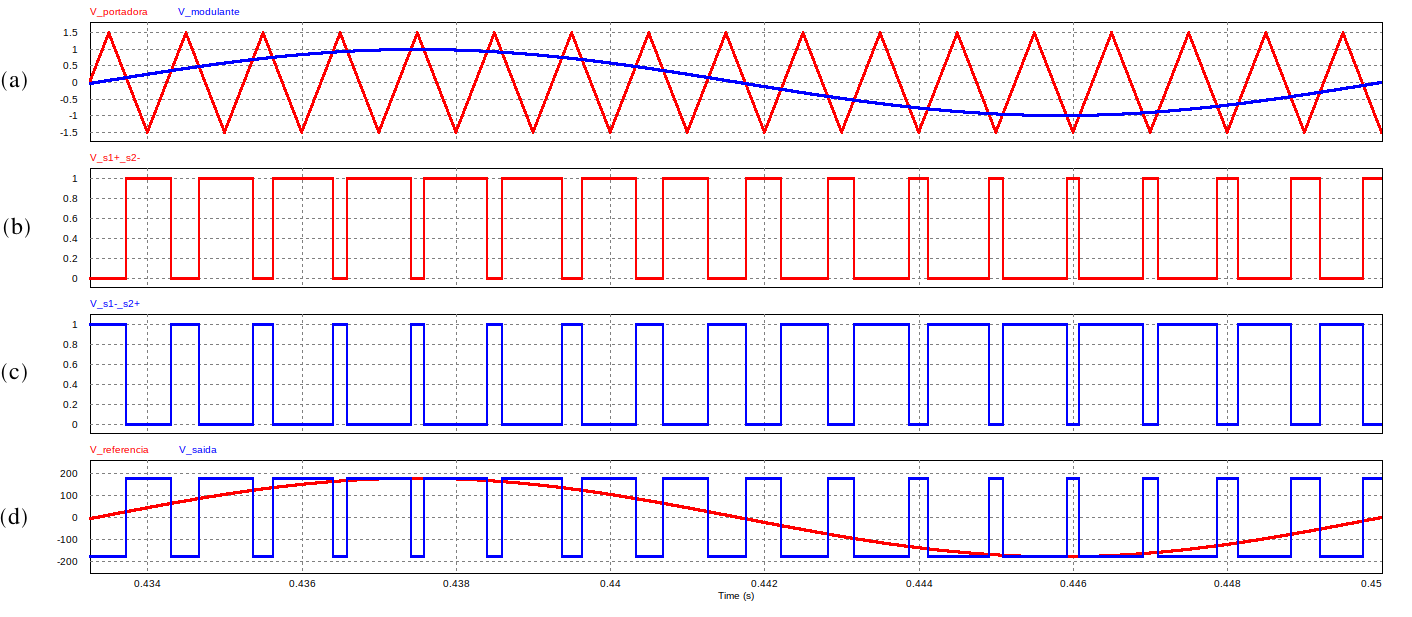 V_portadora V_modulante
1.5
1
0.5
0
-0.5
-1
-1.5
(a)
V_s1+_s2-
1
0.8
0.6
0.4
0.2
0
(b)
V_s1-_s2+
1
0.8
0.6
0.4
0.2
0
(c)
V_referencia V_saida
200
100
0
-100
-200
(d)
0.434 0.436 0.438 0.44 0.442 0.444 0.446 0.448 0.45
Time (s)